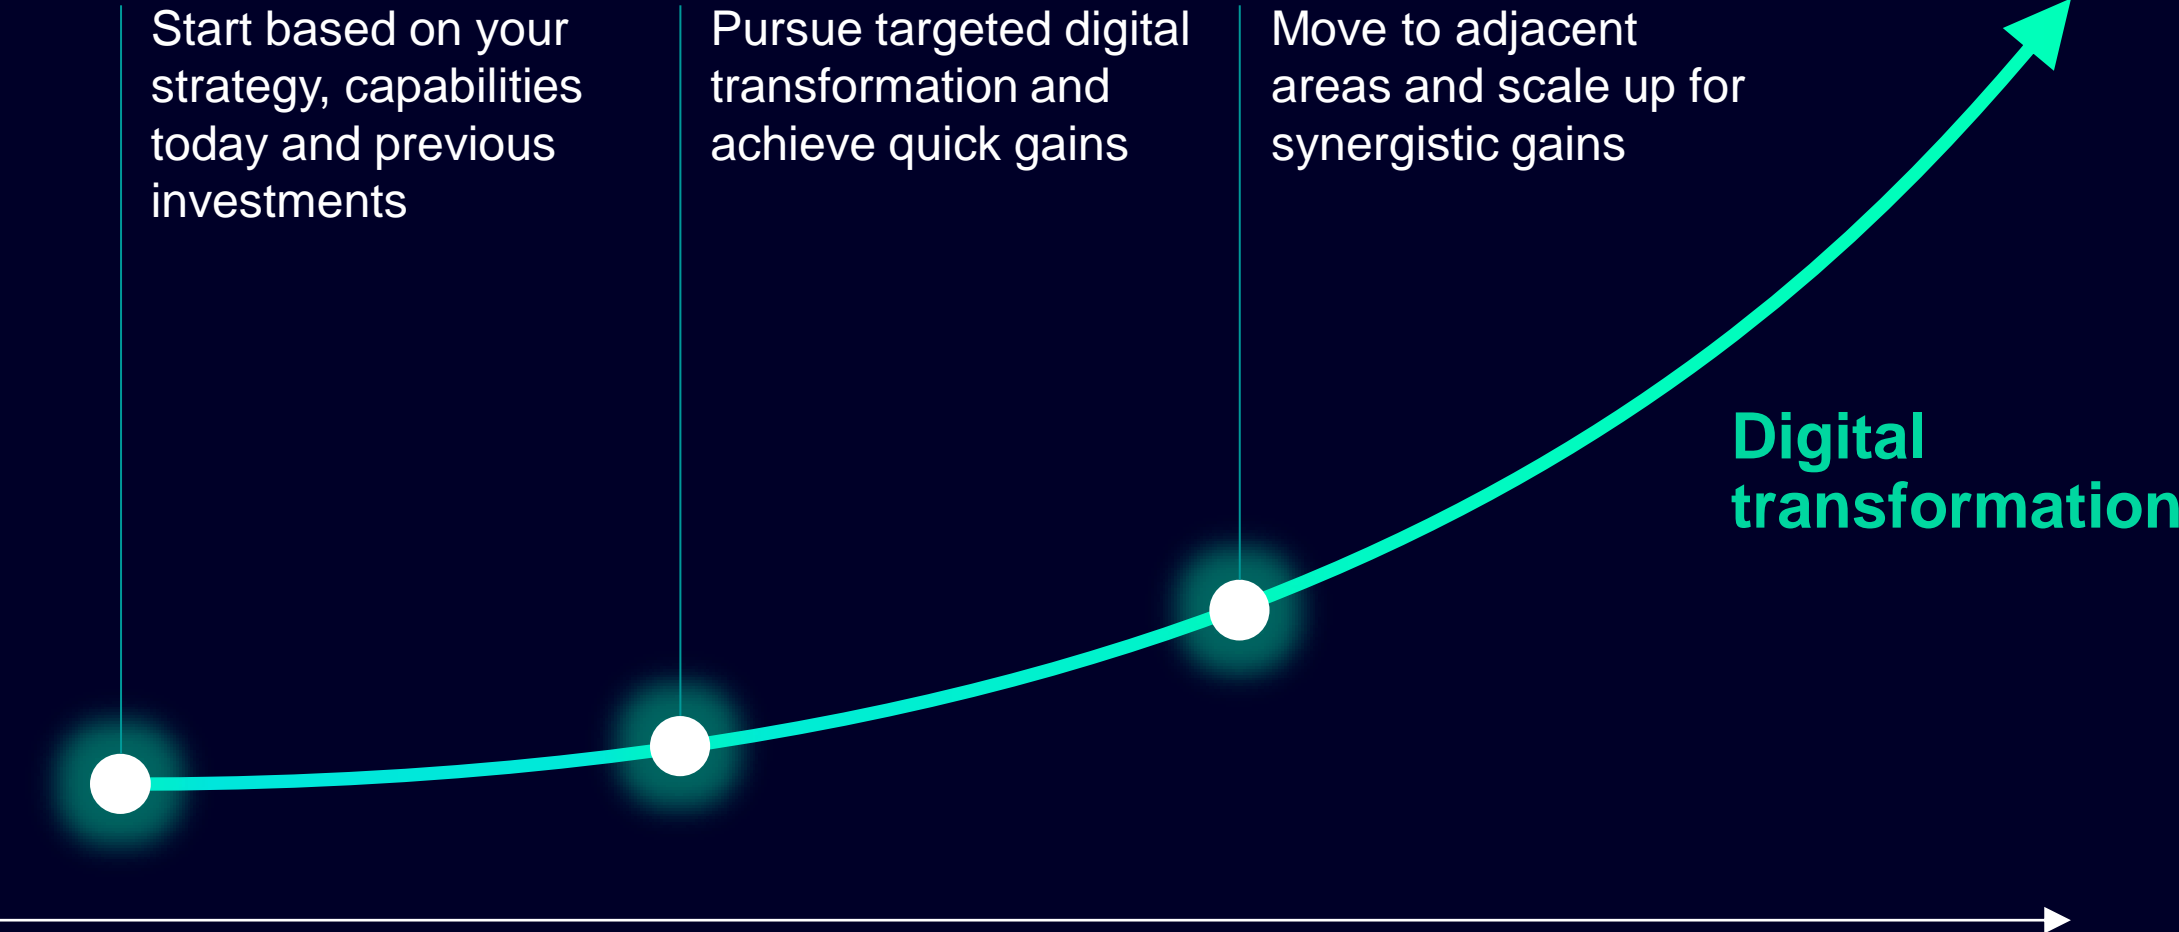 Start based on your
strategy, capabilities
today and previous
investments
Pursue targeted digital
transformation and
achieve quick gains
Move to adjacent
areas and scale up for
synergistic gains
Digital
transformation